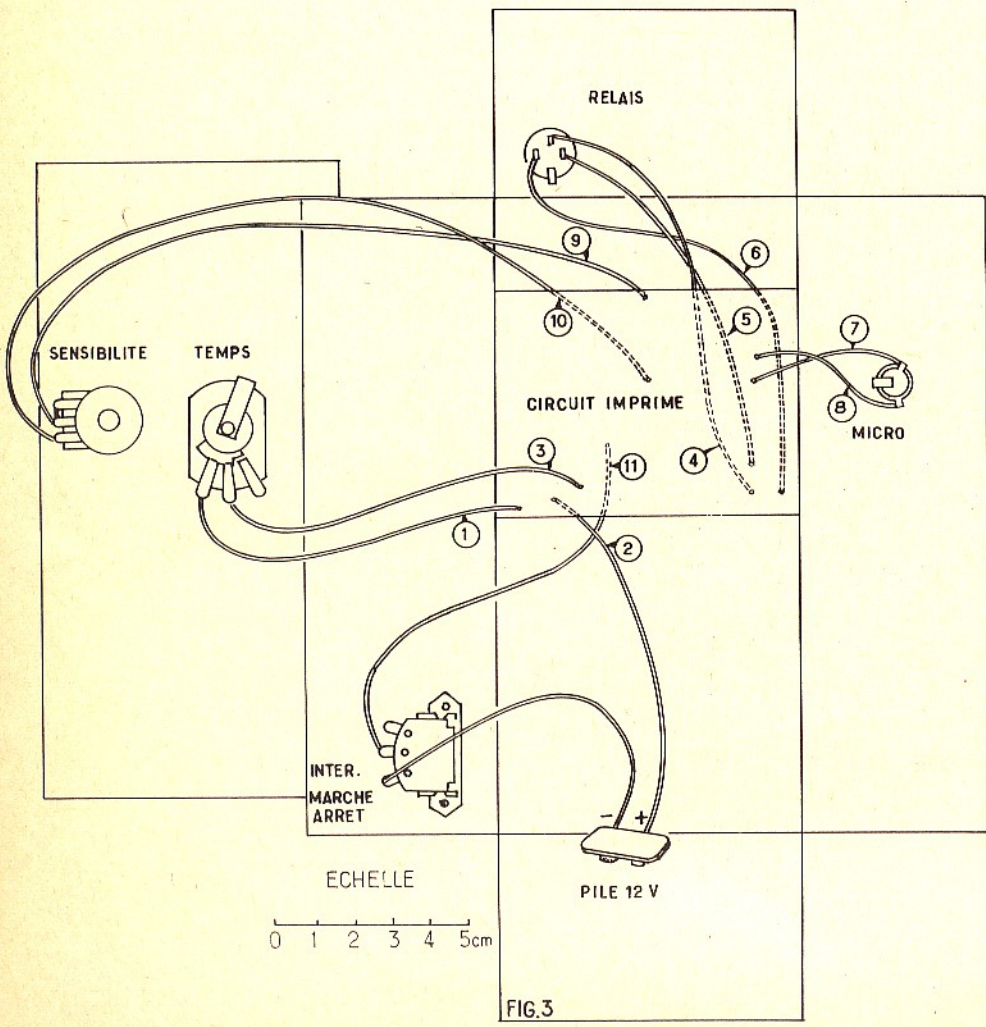 RELAIS
9
6
10
5
7
SENSIBILITE
TEMPS
8
CIRCUIT IMPRIME
MICRO
3
11
4
1
2
INTER.
MARCHE
ARRET
- +
ECHELLE
PILE 12 V
0 1 2 3 4 5cm
FIG.3